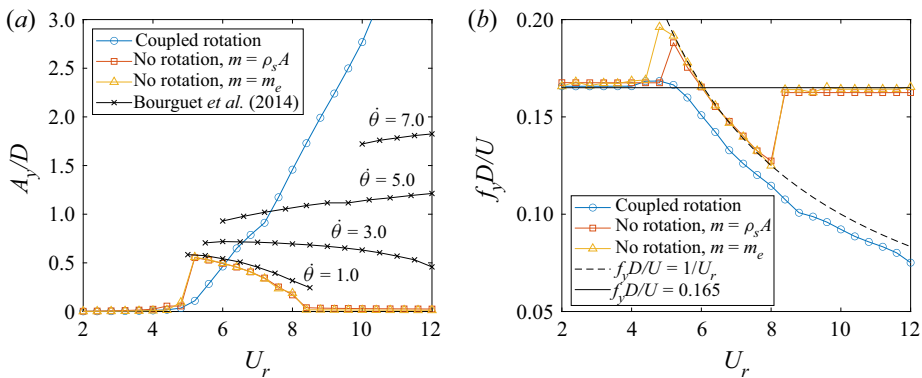 (a)
3.0
2.5
2.0
1.5
1.0
0.5
0
A_y/D
Coupled rotation
No rotation, m = ρ_sA
No rotation, m = m_e
Bourguet et al. (2014)
θ̇ = 7.0
θ̇ = 5.0
θ̇ = 3.0
θ̇ = 1.0
2 4 6 8 10 12
U_r
(b)
0.20
0.15
0.10
0.05
f_yD/U
Coupled rotation
No rotation, m = ρ_sA
No rotation, m = m_e
f_yD/U = 1/U_r
f_yD/U = 0.165
2 4 6 8 10 12
U_r